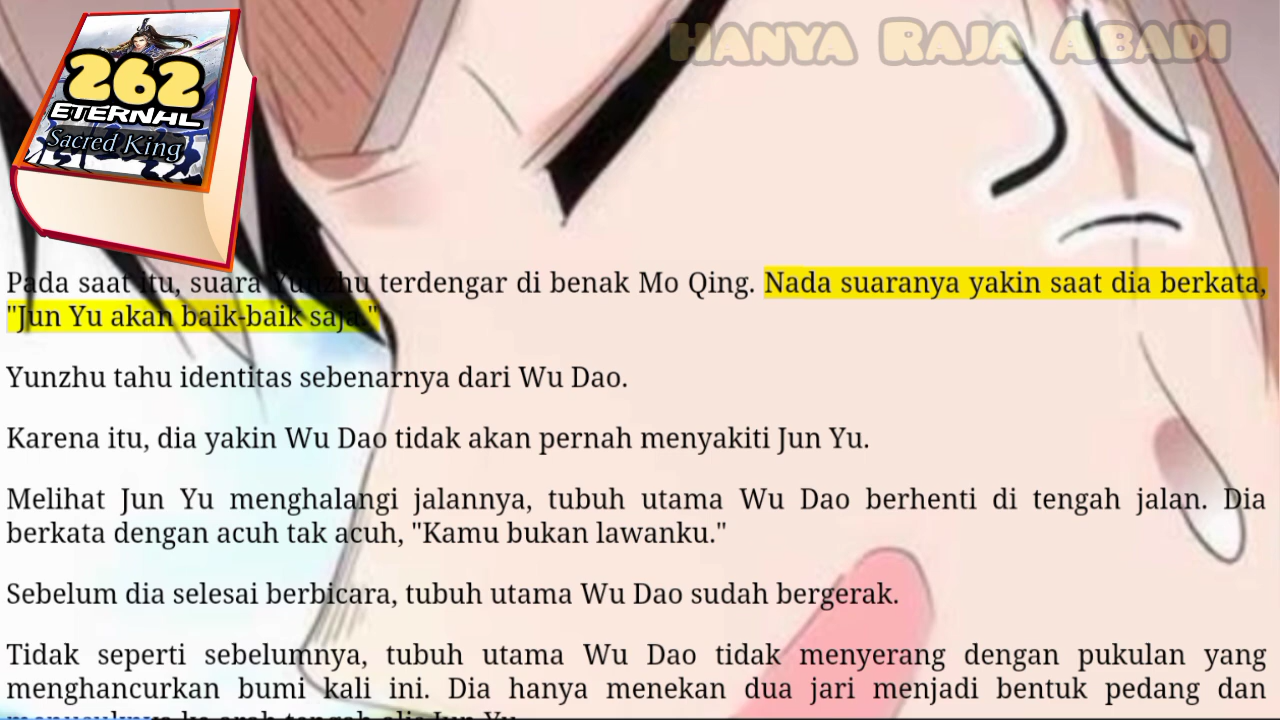 HANYA RAJA ABADI
262
ETERNAL
Sacred King
Pada saat itu, suara Yunzhu terdengar di benak Mo Qing. Nada suaranya yakin saat dia berkata,
"Jun Yu akan baik-baik saja."
Yunzhu tahu identitas sebenarnya dari Wu Dao.
Karena itu, dia yakin Wu Dao tidak akan pernah menyakiti Jun Yu.
Melihat Jun Yu menghalangi jalannya, tubuh utama Wu Dao berhenti di tengah jalan. Dia
berkata dengan acuh tak acuh, "Kamu bukan lawanku."
Sebelum dia selesai berbicara, tubuh utama Wu Dao sudah bergerak.
Tidak seperti sebelumnya, tubuh utama Wu Dao tidak menyerang dengan pukulan yang
menghancurkan bumi kali ini. Dia hanya menekan dua jari menjadi bentuk pedang dan